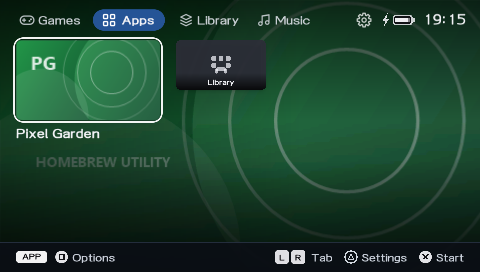 Games Apps Library Music 19:15
PG
Library
Pixel Garden
HOMEBREW UTILITY
APP Options L R Tab Settings Start